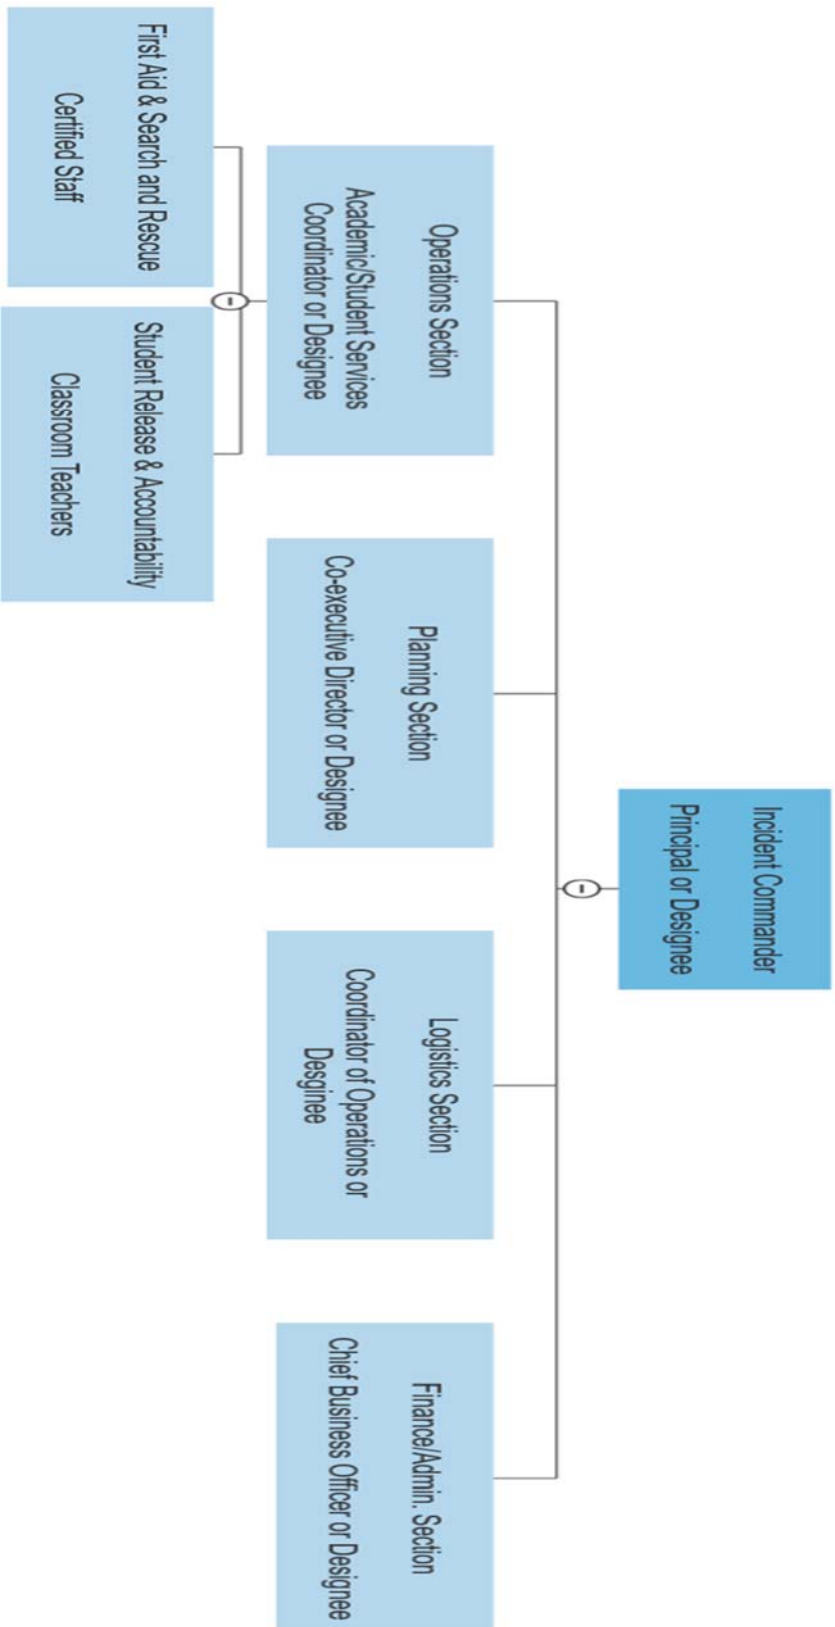 Incident Commander
Principal or Designee
Operations Section
Academic/Student Services
Coordinator or Designee
Planning Section
Co-executive Director or Designee
Logistics Section
Coordinator of Operations or
Desginee
Finance/Admin. Section
Chief Business Officer or Designee
First Aid & Search and Rescue
Certified Staff
Student Release & Accountability
Classroom Teachers